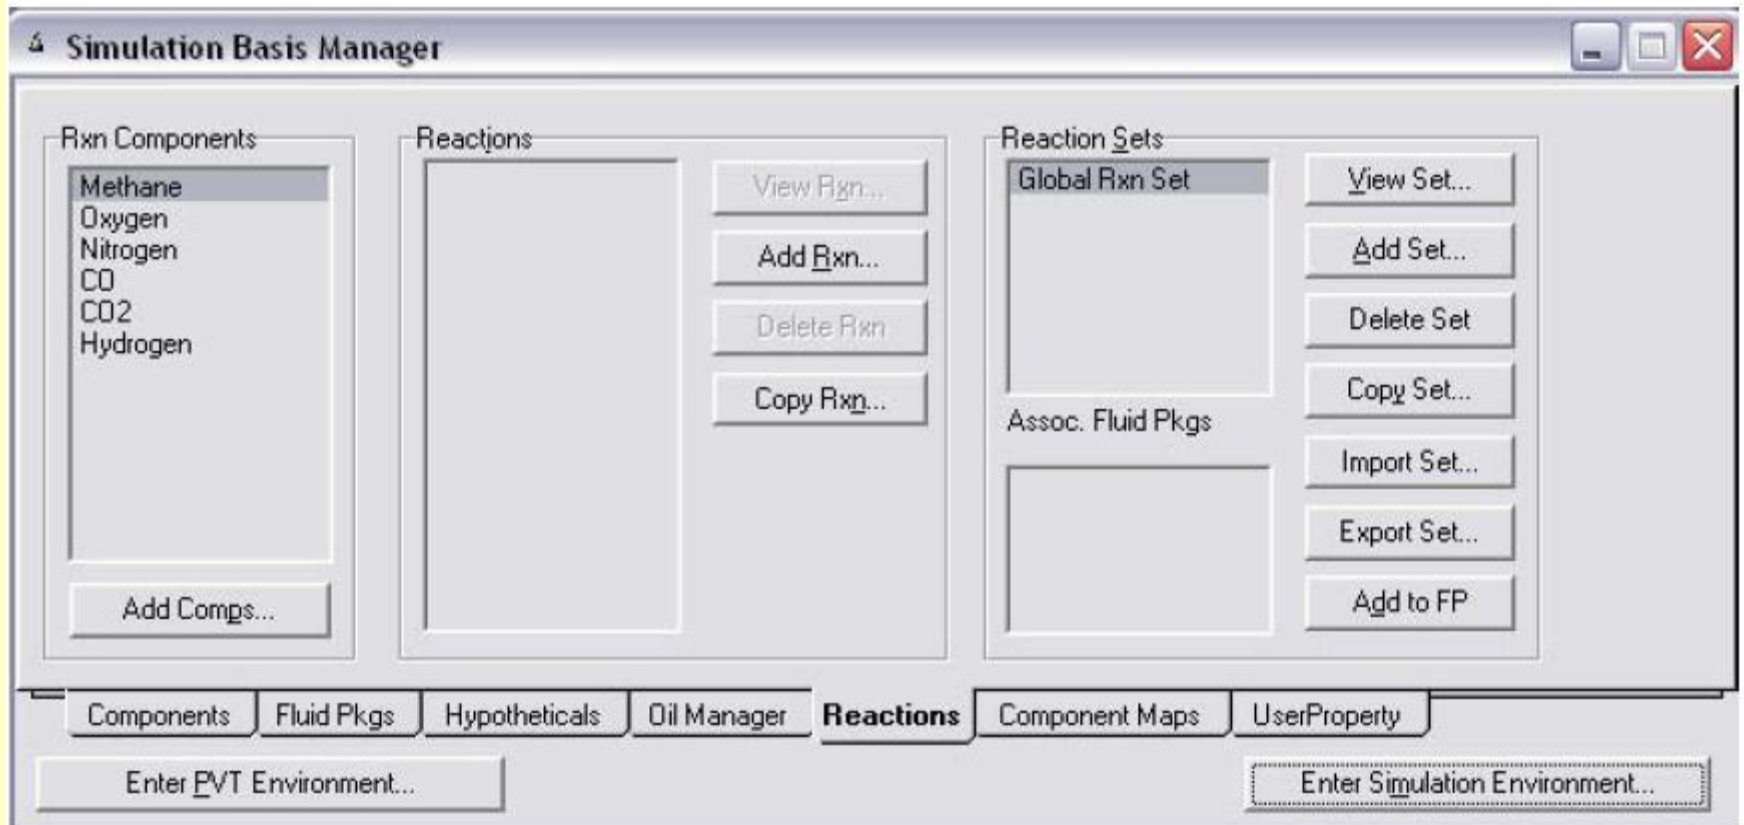 Simulation Basis Manager
Rxn Components
Methane
Oxygen
Nitrogen
CO
CO2
Hydrogen
Add Comps...
Reactions
View Rxn...
Add Rxn...
Delete Rxn
Copy Rxn...
Reaction Sets
Global Rxn Set
Assoc. Fluid Pkgs
View Set...
Add Set...
Delete Set
Copy Set...
Import Set...
Export Set...
Add to FP
Components Fluid Pkgs Hypotheticals Oil Manager Reactions Component Maps UserProperty
Enter PVT Environment... Enter Simulation Environment...